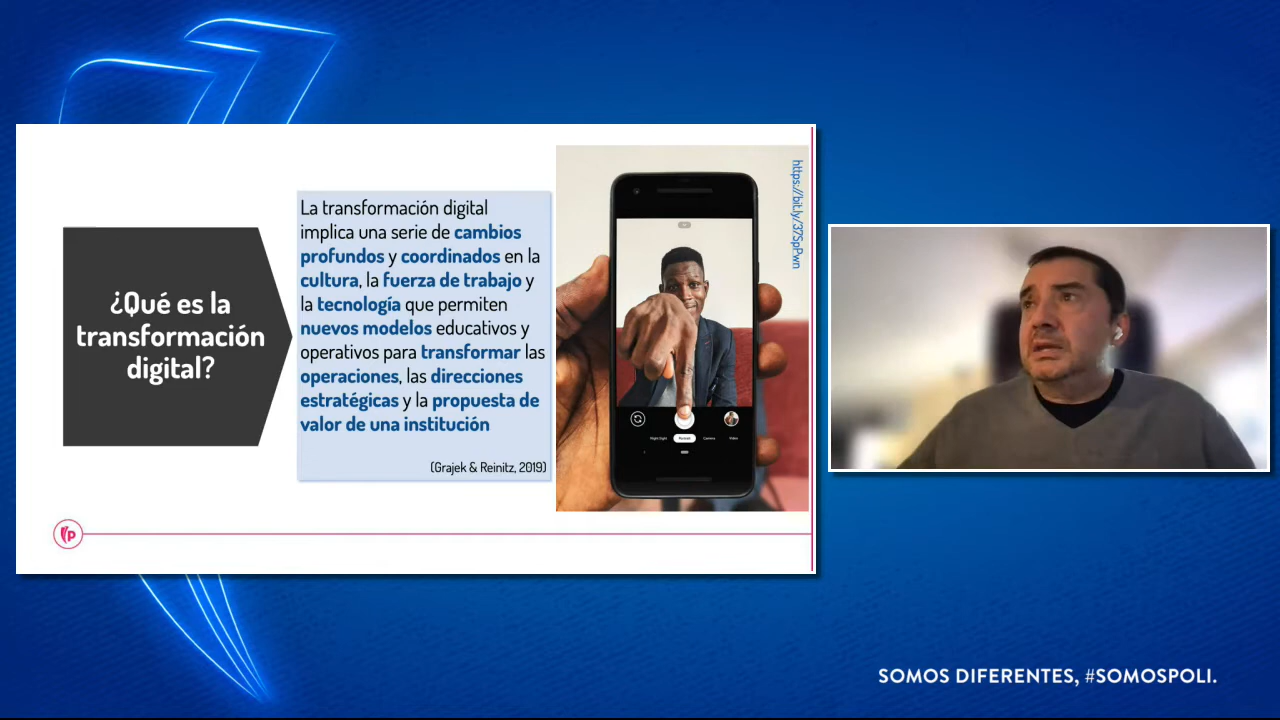 ¿Qué es la
transformación
digital?
La transformación digital
implica una serie de cambios
profundos y coordinados en la
cultura, la fuerza de trabajo y
la tecnología que permiten
nuevos modelos educativos y
operativos para transformar las
operaciones, las direcciones
estratégicas y la propuesta de
valor de una institución
(Grajek & Reinitz, 2019)
https://bit.ly/37SpPwn
Night Sight Portrait Camera Video
p
SOMOS DIFERENTES, #SOMOSPOLI.